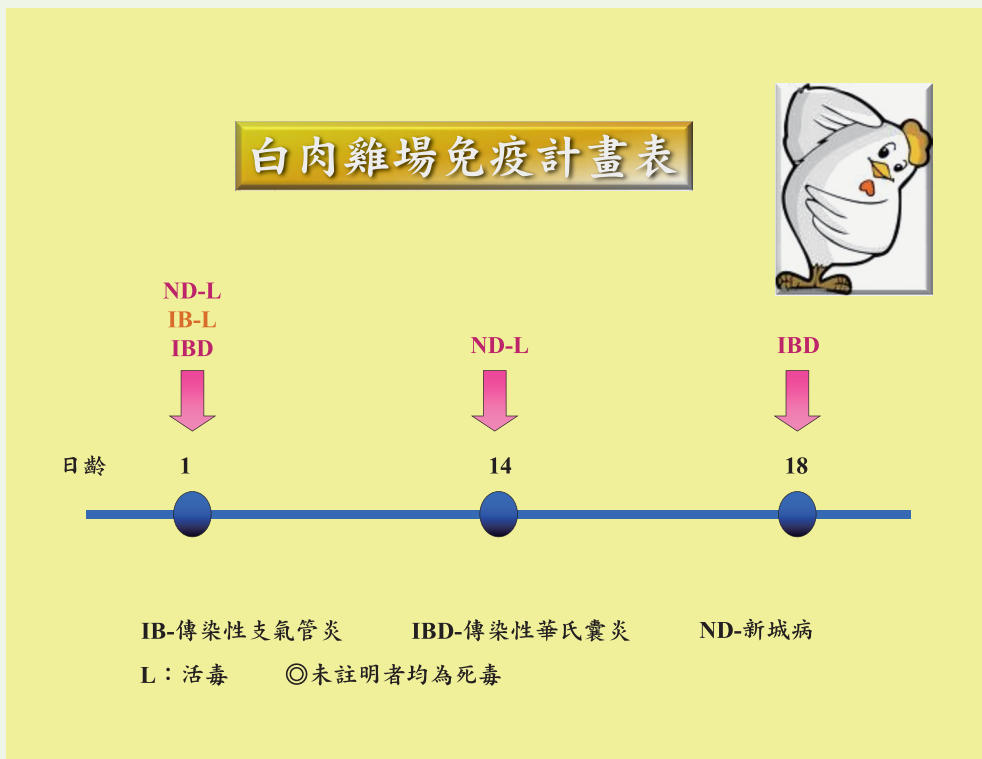 白肉雞場免疫計畫表
ND-L
IB-L
IBD
ND-L
IBD
日齡 1 14 18
IB-傳染性支氣管炎 IBD-傳染性華氏囊炎 ND-新城病
L：活毒 ◎未註明者均為死毒